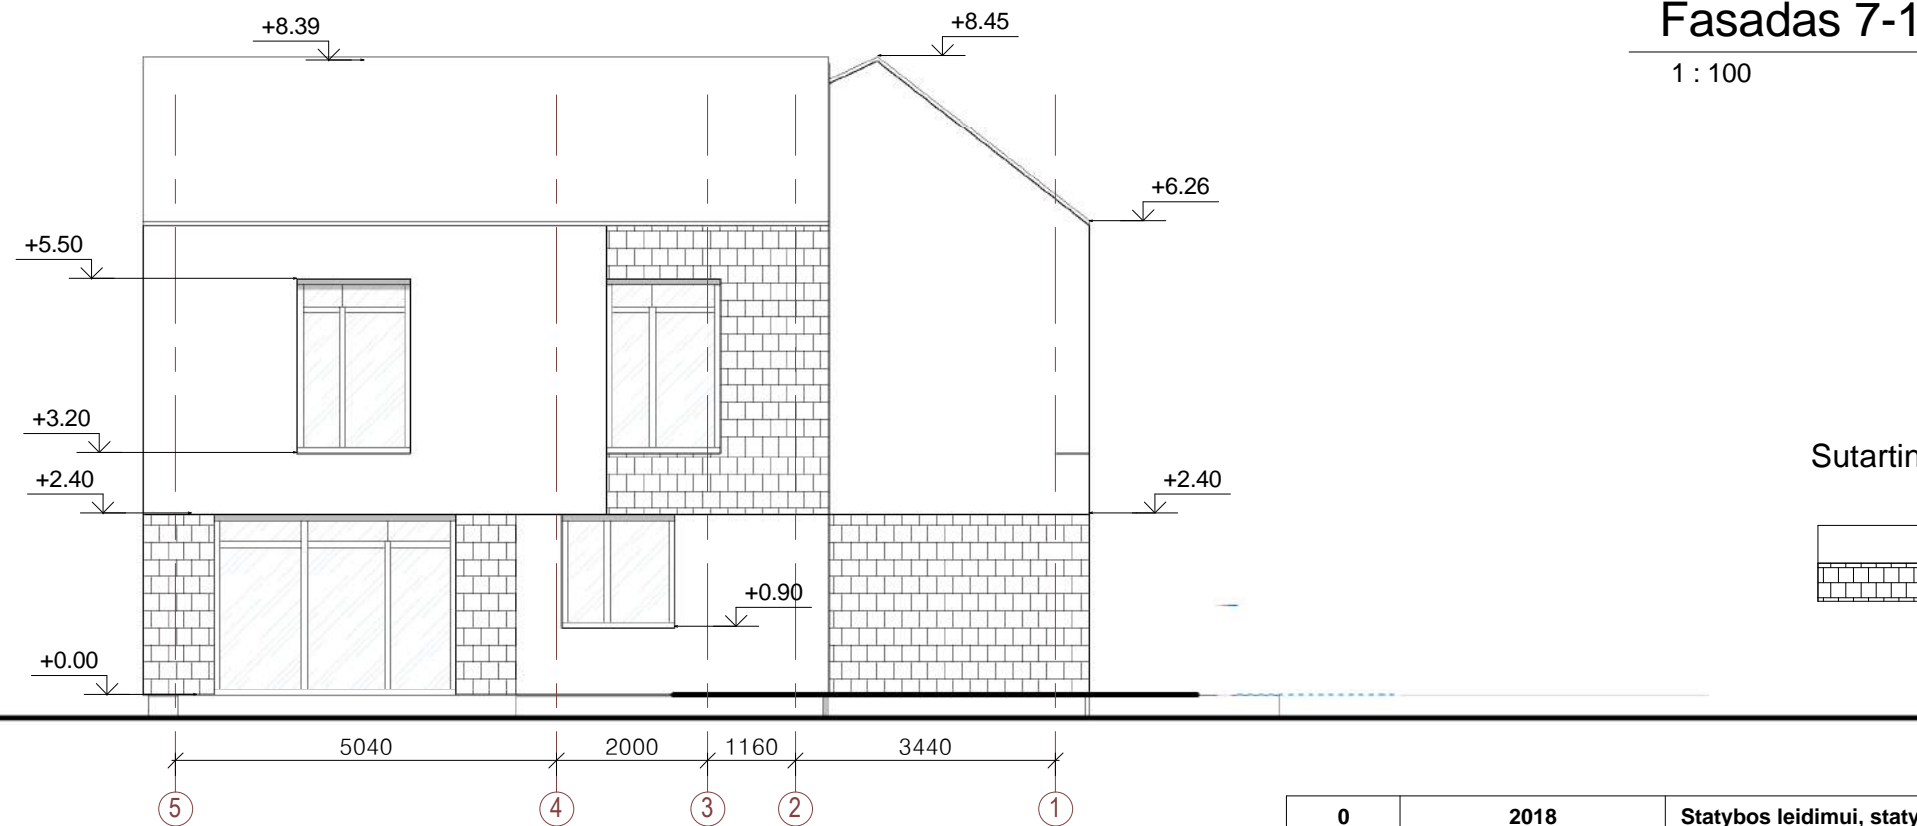 Fasadas 7-1
1 : 100
+8.39
+8.45
+6.26
+5.50
+3.20
+2.40
+2.40
+0.90
+0.00
Sutartin
5040 2000 1160 3440
5 4 3 2 1
0 2018 Statybos leidimui, staty